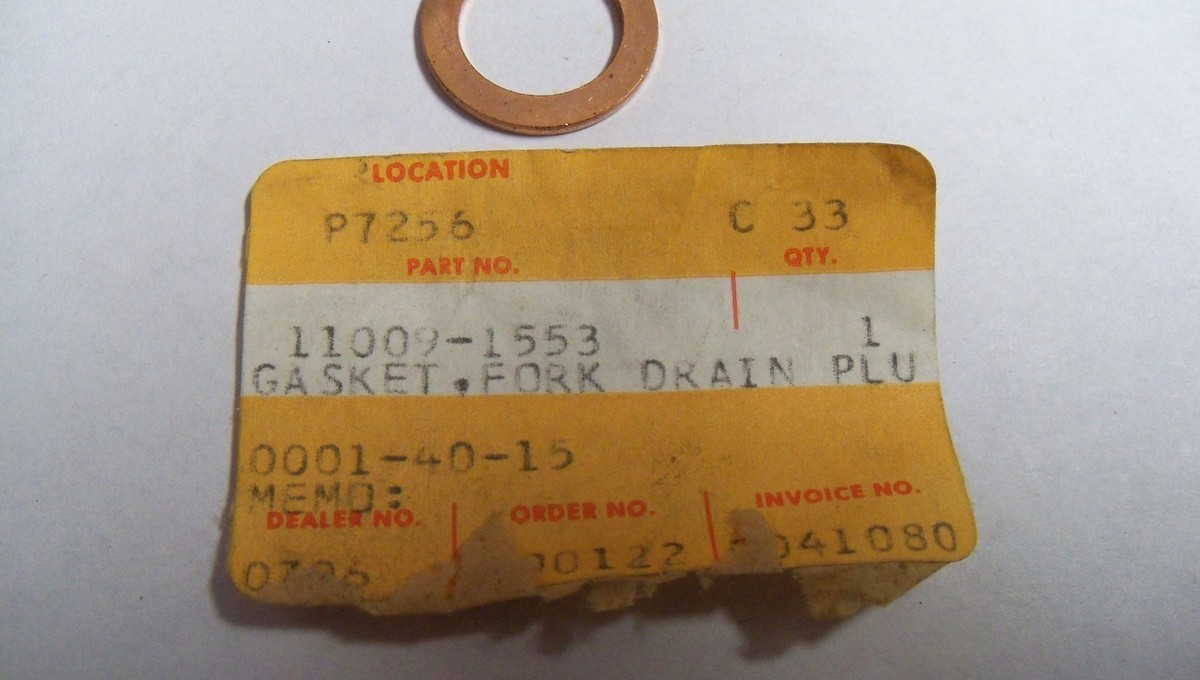 LOCATION
P7256 C 33
PART NO. QTY.
11009-1553 1
GASKET,FORK DRAIN PLU
0001-40-15
MEMO:
DEALER NO. ORDER NO. INVOICE NO.
00122 041080